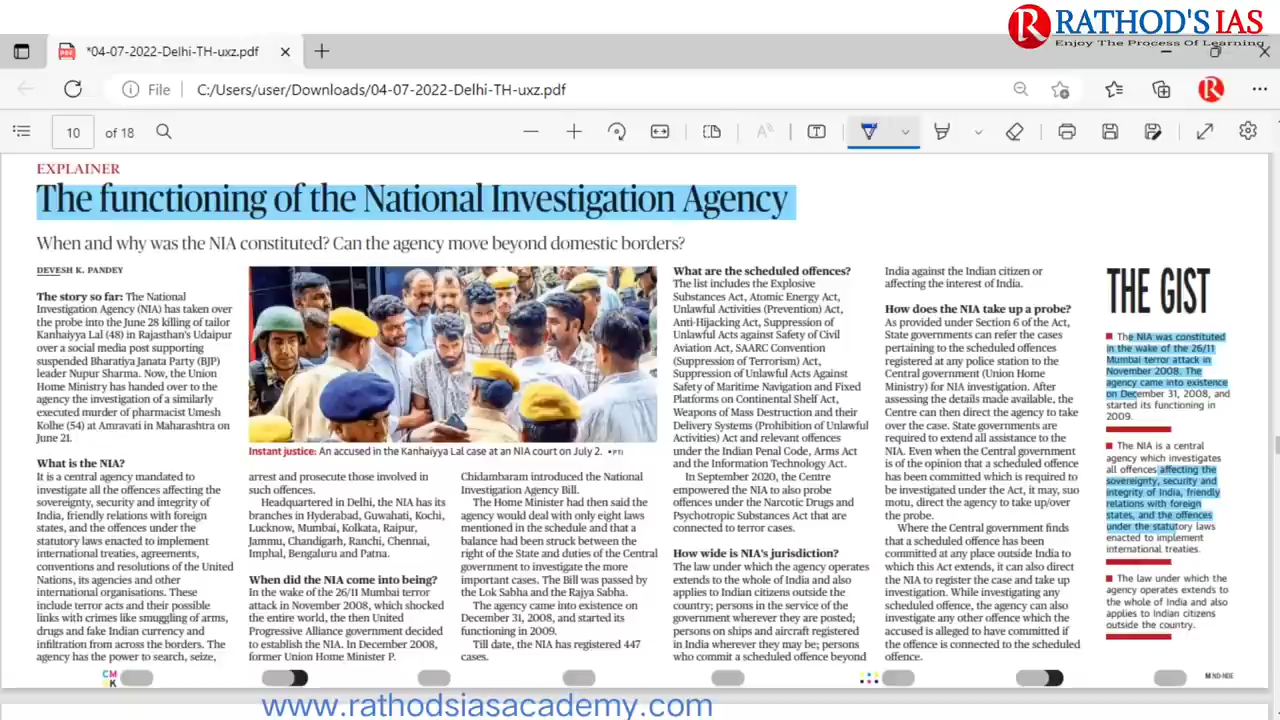 RATHOD'S IAS
Enjoy The Process Of Learning
*04-07-2022-Delhi-TH-uxz.pdf
File
C:/Users/user/Downloads/04-07-2022-Delhi-TH-uxz.pdf
10 of 18
EXPLAINER
The functioning of the National Investigation Agency
When and why was the NIA constituted? Can the agency move beyond domestic borders?
DEVESH K. PANDEY
The story so far: The National
Investigation Agency (NIA) has taken over
the probe into the June 28 killing of tailor
Kanhaiyya Lal (48) in Rajasthan's Udaipur
over a social media post supporting
suspended Bharatiya Janata Party (BJP)
leader Nupur Sharma. Now, the Union
Home Ministry has handed over to the
agency the investigation of a similarly
executed murder of pharmacist Umesh
Kolhe (54) at Amravati in Maharashtra on
June 21.
What is the NIA?
It is a central agency mandated to
investigate all the offences affecting the
sovereignty, security and integrity of
India, friendly relations with foreign
states, and the offences under the
statutory laws enacted to implement
international treaties, agreements,
conventions and resolutions of the United
Nations, its agencies and other
international organisations. These
include terror acts and their possible
links with crimes like smuggling of arms,
drugs and fake Indian currency and
infiltration from across the borders. The
agency has the power to search, seize,
Instant justice: An accused in the Kanhaiyya Lal case at an NIA court on July 2. •PTI
arrest and prosecute those involved in
such offences.
Headquartered in Delhi, the NIA has its
branches in Hyderabad, Guwahati, Kochi,
Lucknow, Mumbai, Kolkata, Raipur,
Jammu, Chandigarh, Ranchi, Chennai,
Imphal, Bengaluru and Patna.
When did the NIA come into being?
In the wake of the 26/11 Mumbai terror
attack in November 2008, which shocked
the entire world, the then United
Progressive Alliance government decided
to establish the NIA. In December 2008,
former Union Home Minister P.
Chidambaram introduced the National
Investigation Agency Bill.
The Home Minister had then said the
agency would deal with only eight laws
mentioned in the schedule and that a
balance had been struck between the
right of the State and duties of the Central
government to investigate the more
important cases. The Bill was passed by
the Lok Sabha and the Rajya Sabha.
The agency came into existence on
December 31, 2008, and started its
functioning in 2009.
Till date, the NIA has registered 447
cases.
What are the scheduled offences?
The list includes the Explosive
Substances Act, Atomic Energy Act,
Unlawful Activities (Prevention) Act,
Anti-Hijacking Act, Suppression of
Unlawful Acts against Safety of Civil
Aviation Act, SAARC Convention
(Suppression of Terrorism) Act,
Suppression of Unlawful Acts Against
Safety of Maritime Navigation and Fixed
Platforms on Continental Shelf Act,
Weapons of Mass Destruction and their
Delivery Systems (Prohibition of Unlawful
Activities) Act and relevant offences
under the Indian Penal Code, Arms Act
and the Information Technology Act.
In September 2020, the Centre
empowered the NIA to also probe
offences under the Narcotic Drugs and
Psychotropic Substances Act that are
connected to terror cases.
How wide is NIA's jurisdiction?
The law under which the agency operates
extends to the whole of India and also
applies to Indian citizens outside the
country; persons in the service of the
government wherever they are posted;
persons on ships and aircraft registered
in India wherever they may be; persons
who commit a scheduled offence beyond
India against the Indian citizen or
affecting the interest of India.
How does the NIA take up a probe?
As provided under Section 6 of the Act,
State governments can refer the cases
pertaining to the scheduled offences
registered at any police station to the
Central government (Union Home
Ministry) for NIA investigation. After
assessing the details made available, the
Centre can then direct the agency to take
over the case. State governments are
required to extend all assistance to the
NIA. Even when the Central government
is of the opinion that a scheduled offence
has been committed which is required to
be investigated under the Act, it may, suo
motu, direct the agency to take up/over
the probe.
Where the Central government finds
that a scheduled offence has been
committed at any place outside India to
which this Act extends, it can also direct
the NIA to register the case and take up
investigation. While investigating any
scheduled offence, the agency can also
investigate any other offence which the
accused is alleged to have committed if
the offence is connected to the scheduled
offence.
THE GIST
The NIA was constituted
in the wake of the 26/11
Mumbai terror attack in
November 2008. The
agency came into existence
on December 31, 2008, and
started its functioning in
2009.
The NIA is a central
agency which investigates
all offences affecting the
sovereignty, security and
integrity of India, friendly
relations with foreign
states, and the offences
under the statutory laws
enacted to implement
international treaties.
The law under which the
agency operates extends to
the whole of India and also
applies to Indian citizens
outside the country.
CM
K
M ND-NDE
www.rathodsiasacademy.com